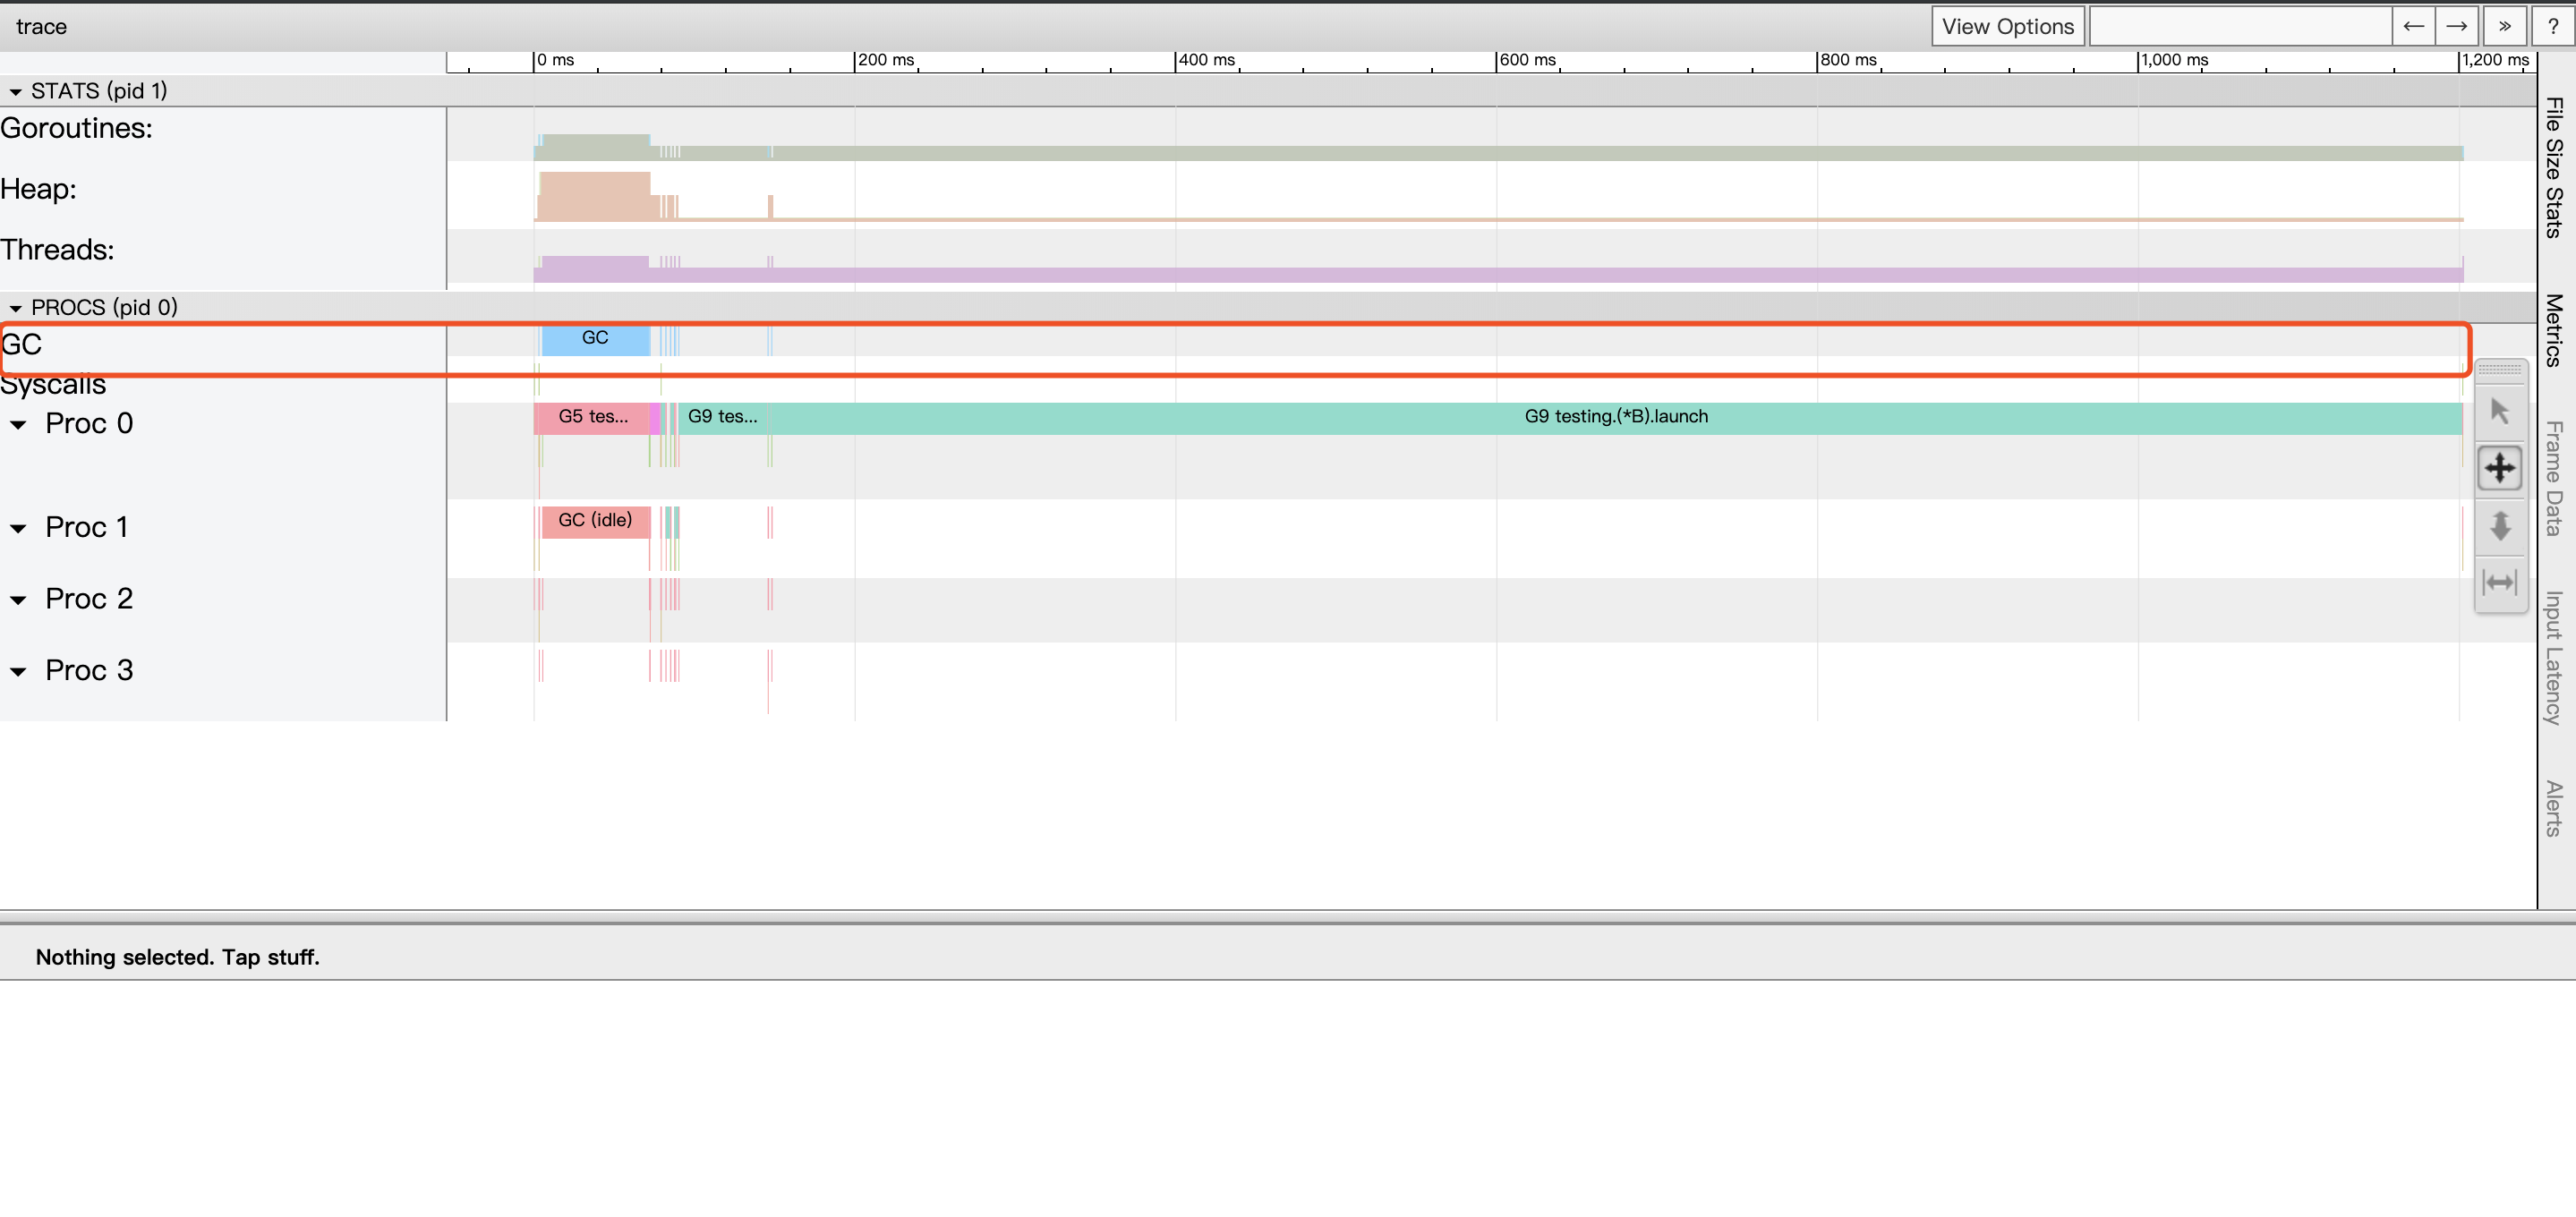 trace
View Options
← → » ?
0 ms 200 ms 400 ms 600 ms 800 ms 1,000 ms 1,200 ms
STATS (pid 1)
Goroutines:
Heap:
Threads:
PROCS (pid 0)
GC
GC
Syscalls
Proc 0
G5 tes...
G9 tes...
G9 testing.(*B).launch
Proc 1
GC (idle)
Proc 2
Proc 3
File Size Stats
Metrics
Frame Data
Input Latency
Alerts
Nothing selected. Tap stuff.